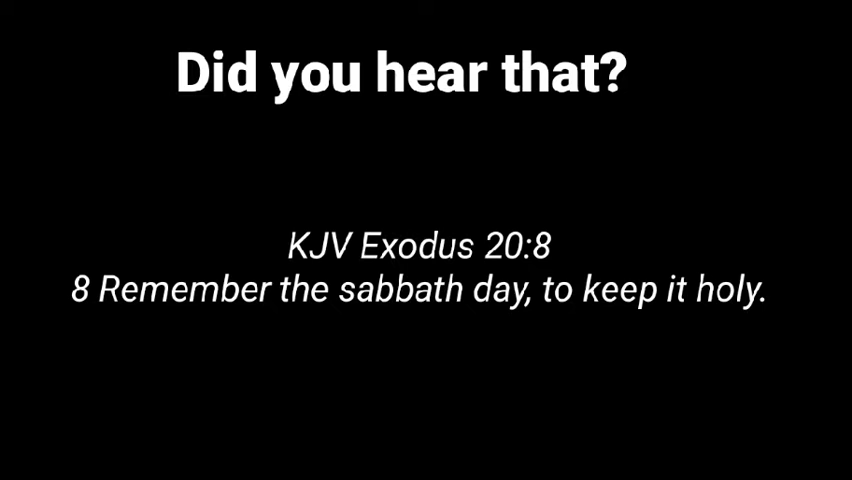 Did you hear that?
KJV Exodus 20:8
8 Remember the sabbath day, to keep it holy.